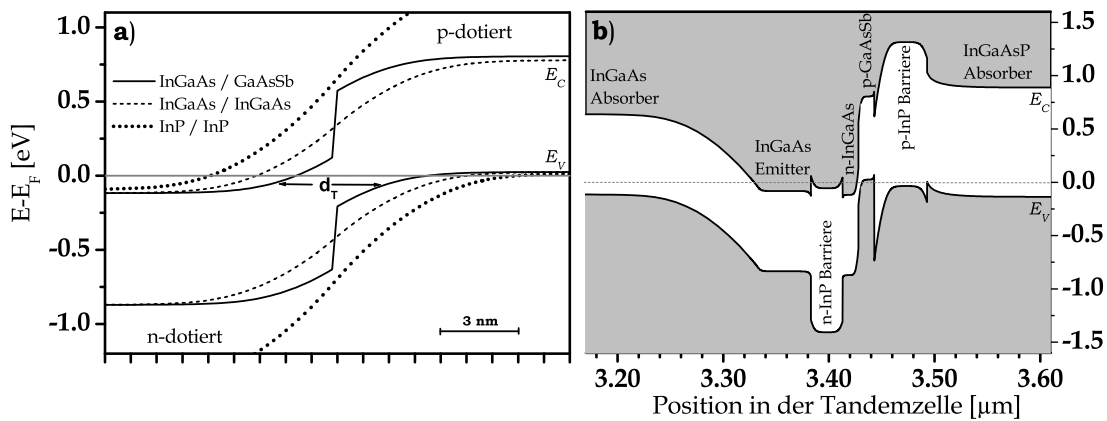 a)
p-dotiert
InGaAs / GaAsSb
InGaAs / InGaAs
InP / InP
E_C
E_V
d_T
n-dotiert
3 nm
1.0
0.5
0.0
-0.5
-1.0
E-E_F [eV]
b)
InGaAs
Absorber
InGaAs
Emitter
n-InP Barriere
n-InGaAs
p-GaAsSb
p-InP Barriere
InGaAsP
Absorber
E_C
E_V
1.5
1.0
0.5
0.0
-0.5
-1.0
-1.5
3.20 3.30 3.40 3.50 3.60
Position in der Tandemzelle [µm]